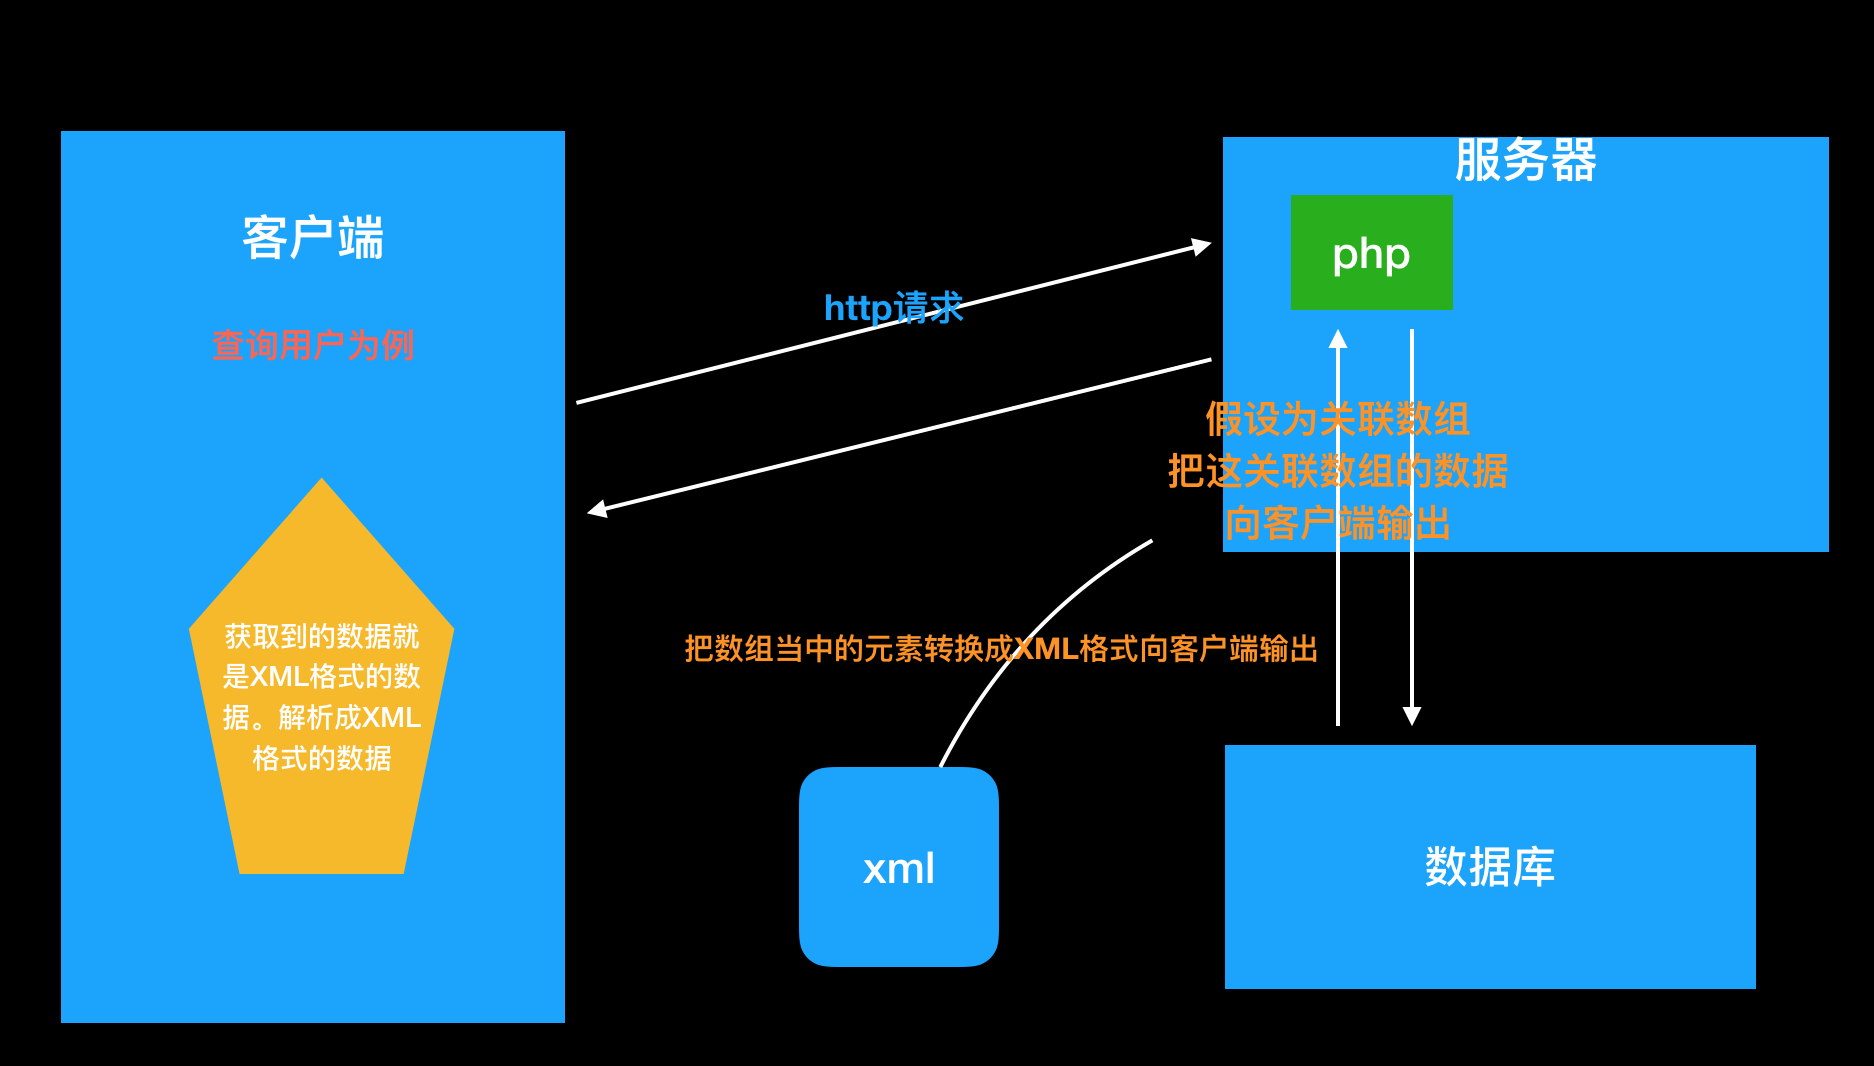 客户端
查询用户为例
获取到的数据就
是XML格式的数
据。解析成XML
格式的数据
http请求
服务器
php
假设为关联数组
把这关联数组的数据
向客户端输出
把数组当中的元素转换成XML格式向客户端输出
xml
数据库